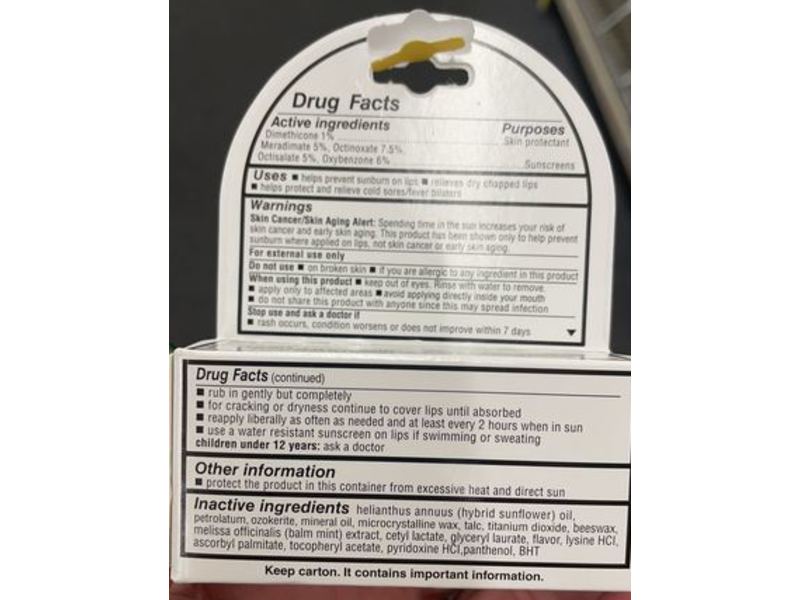 Drug Facts
Active ingredients Purposes
Dimethicone 1% Skin protectant
Meradimate 5%, Octinoxate 7.5%
Octisalate 5%, Oxybenzone 6% Sunscreens
Uses ■ helps prevent sunburn on lips ■ relieves dry chapped lips
■ helps protect and relieve cold sores/fever blisters
Warnings
Skin Cancer/Skin Aging Alert: Spending time in the sun increases your risk of
skin cancer and early skin aging. This product has been shown only to help prevent
sunburn where applied on lips, not skin cancer or early skin aging.
For external use only
Do not use ■ on broken skin ■ if you are allergic to any ingredient in this product
When using this product ■ keep out of eyes. Rinse with water to remove.
■ apply only to affected areas ■ avoid applying directly inside your mouth
■ do not share this product with anyone since this may spread infection
Stop use and ask a doctor if
■ rash occurs, condition worsens or does not improve within 7 days
Drug Facts (continued)
■ rub in gently but completely
■ for cracking or dryness continue to cover lips until absorbed
■ reapply liberally as often as needed and at least every 2 hours when in sun
■ use a water resistant sunscreen on lips if swimming or sweating
children under 12 years: ask a doctor
Other information
■ protect the product in this container from excessive heat and direct sun
Inactive ingredients helianthus annuus (hybrid sunflower) oil,
petrolatum, ozokerite, mineral oil, microcrystalline wax, talc, titanium dioxide, beeswax,
melissa officinalis (balm mint) extract, cetyl lactate, glyceryl laurate, flavor, lysine HCl,
ascorbyl palmitate, tocopheryl acetate, pyridoxine HCl,panthenol, BHT
Keep carton. It contains important information.